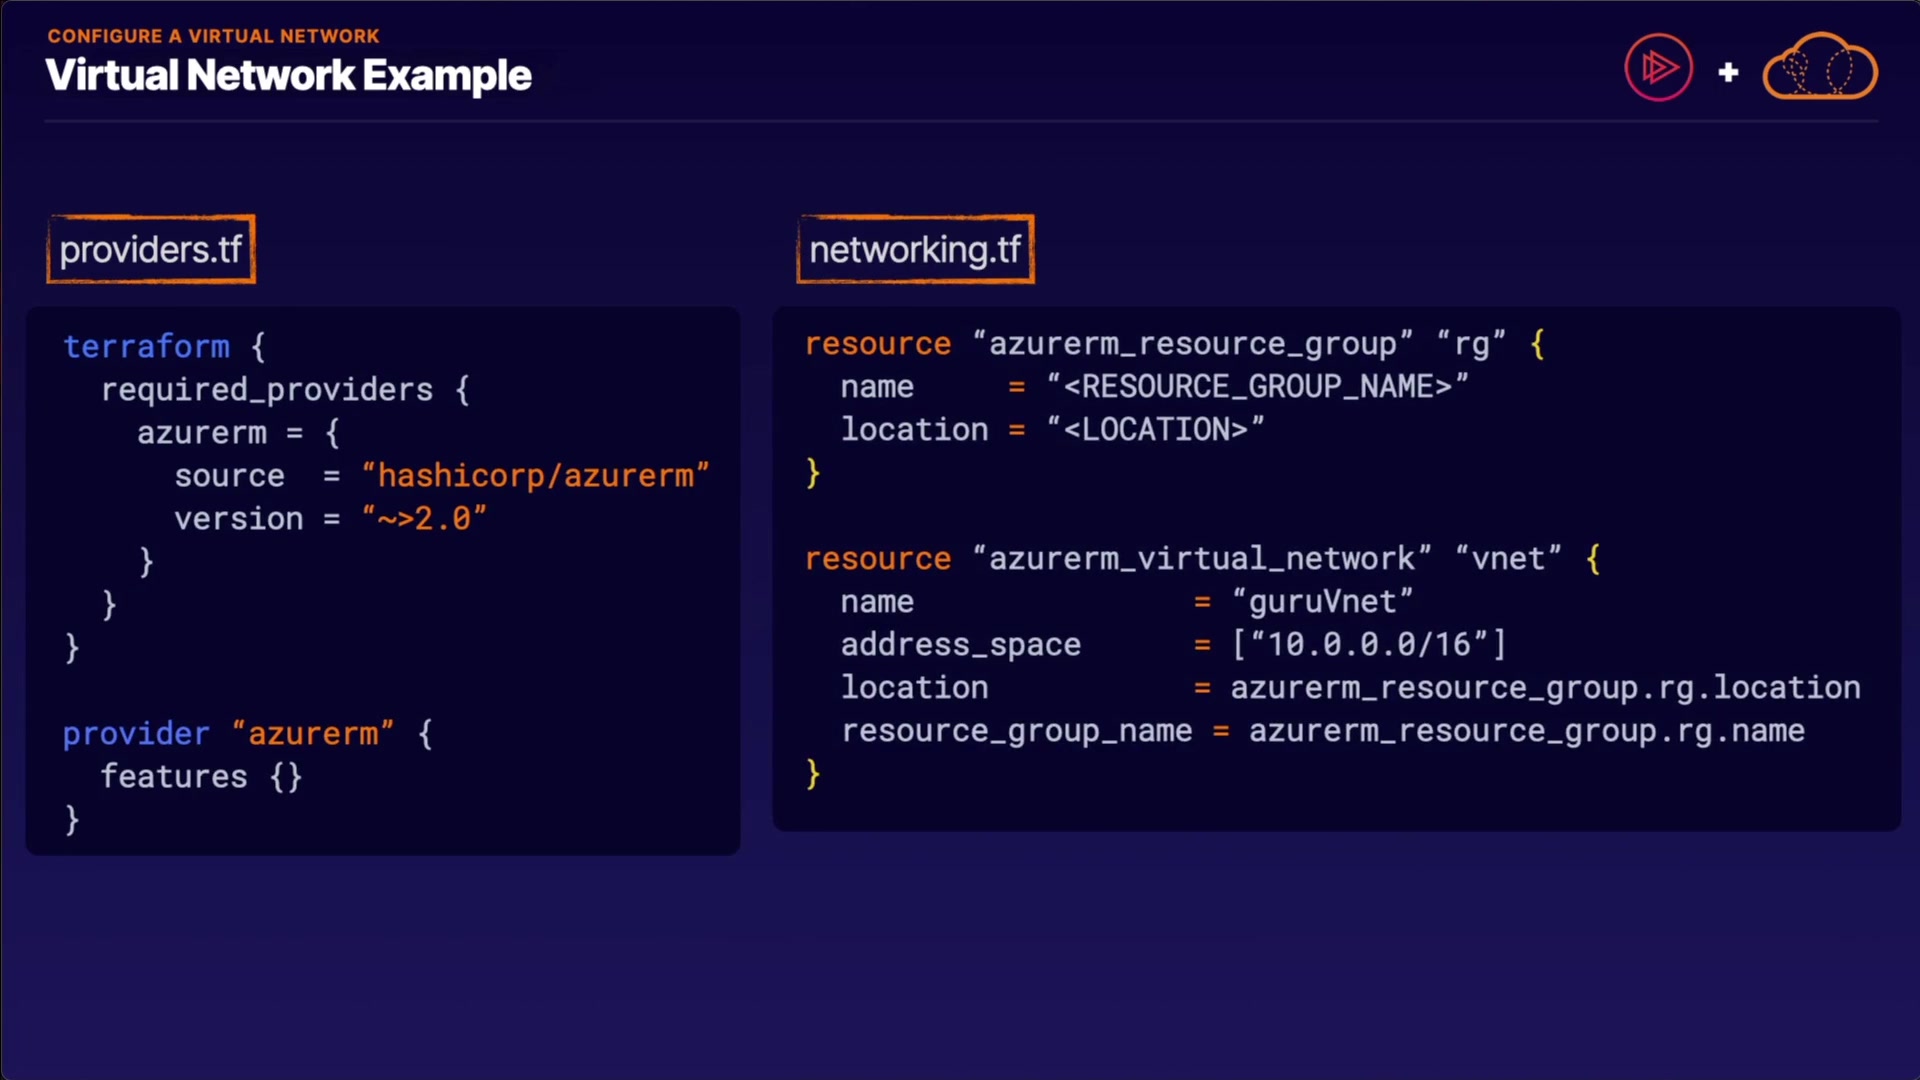 CONFIGURE A VIRTUAL NETWORK
Virtual Network Example
+
providers.tf
terraform {
  required_providers {
    azurerm = {
      source  = “hashicorp/azurerm”
      version = “~>2.0”
    }
  }
}
provider “azurerm” {
  features {}
}
networking.tf
resource “azurerm_resource_group” “rg” {
  name     = “<RESOURCE_GROUP_NAME>”
  location = “<LOCATION>”
}
resource “azurerm_virtual_network” “vnet” {
  name                = “guruVnet”
  address_space       = [“10.0.0.0/16”]
  location            = azurerm_resource_group.rg.location
  resource_group_name = azurerm_resource_group.rg.name
}